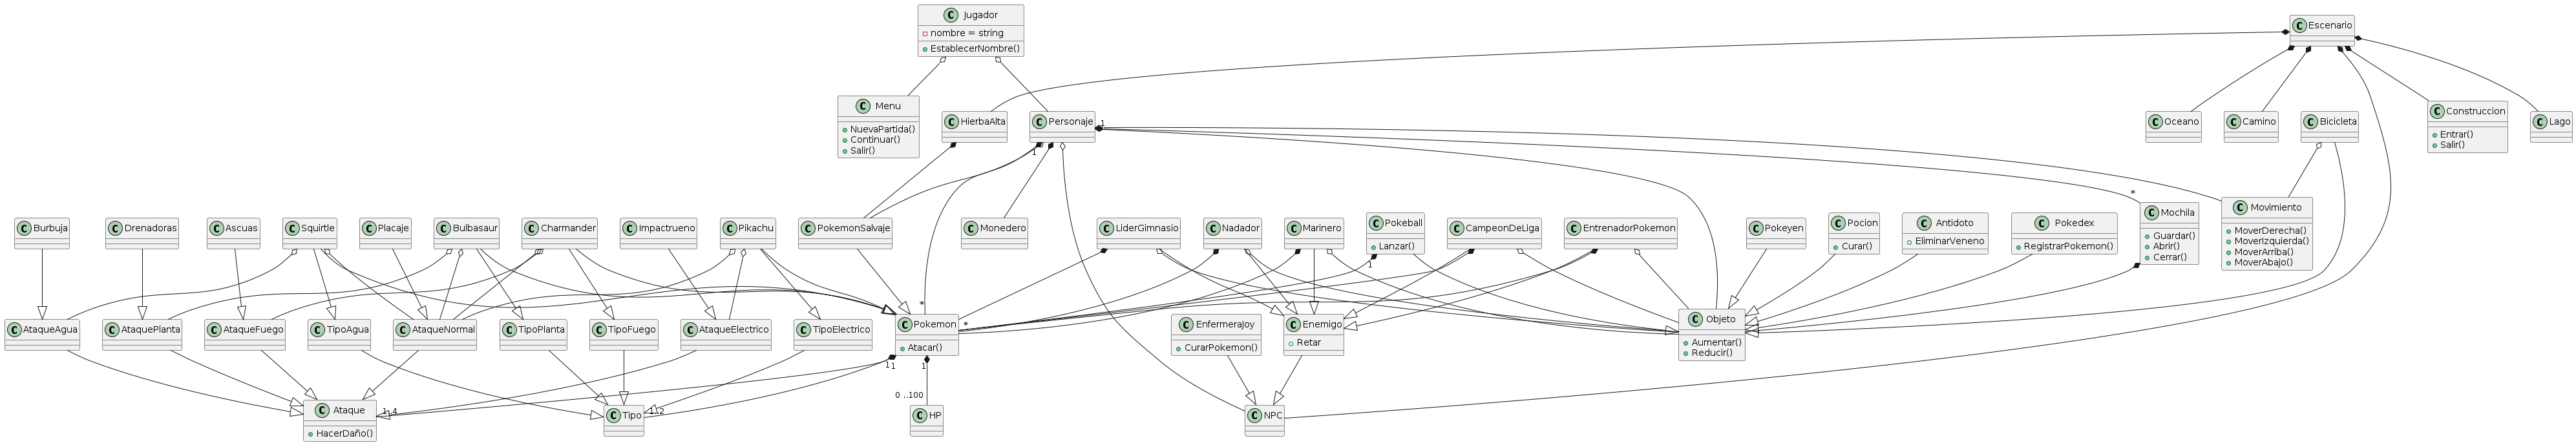 Jugador
nombre = string
EstablecerNombre()
Escenario
Menu
NuevaPartida()
Continuar()
Salir()
HierbaAlta
Personaje
1
Oceano
Camino
Bicicleta
Construccion
Entrar()
Salir()
Lago
1
*
Burbuja
Drenadoras
Ascuas
Squirtle
Placaje
Bulbasaur
Charmander
Impactrueno
Pikachu
PokemonSalvaje
Monedero
LiderGimnasio
Nadador
Marinero
Pokeball
Lanzar()
CampeonDeLiga
EntrenadorPokemon
Pokeyen
Pocion
Curar()
Antidoto
EliminarVeneno
Pokedex
RegistrarPokemon()
Mochila
Guardar()
Abrir()
Cerrar()
Movimiento
MoverDerecha()
MoverIzquierda()
MoverArriba()
MoverAbajo()
1
*
*
AtaqueAgua
AtaquePlanta
AtaqueFuego
TipoAgua
AtaqueNormal
TipoPlanta
TipoFuego
AtaqueElectrico
TipoElectrico
Pokemon
Atacar()
EnfermeraJoy
CurarPokemon()
Enemigo
Retar
Objeto
Aumentar()
Reducir()
1
1
1
0 ..100
Ataque
HacerDaño()
1..4
Tipo
1..2
HP
NPC